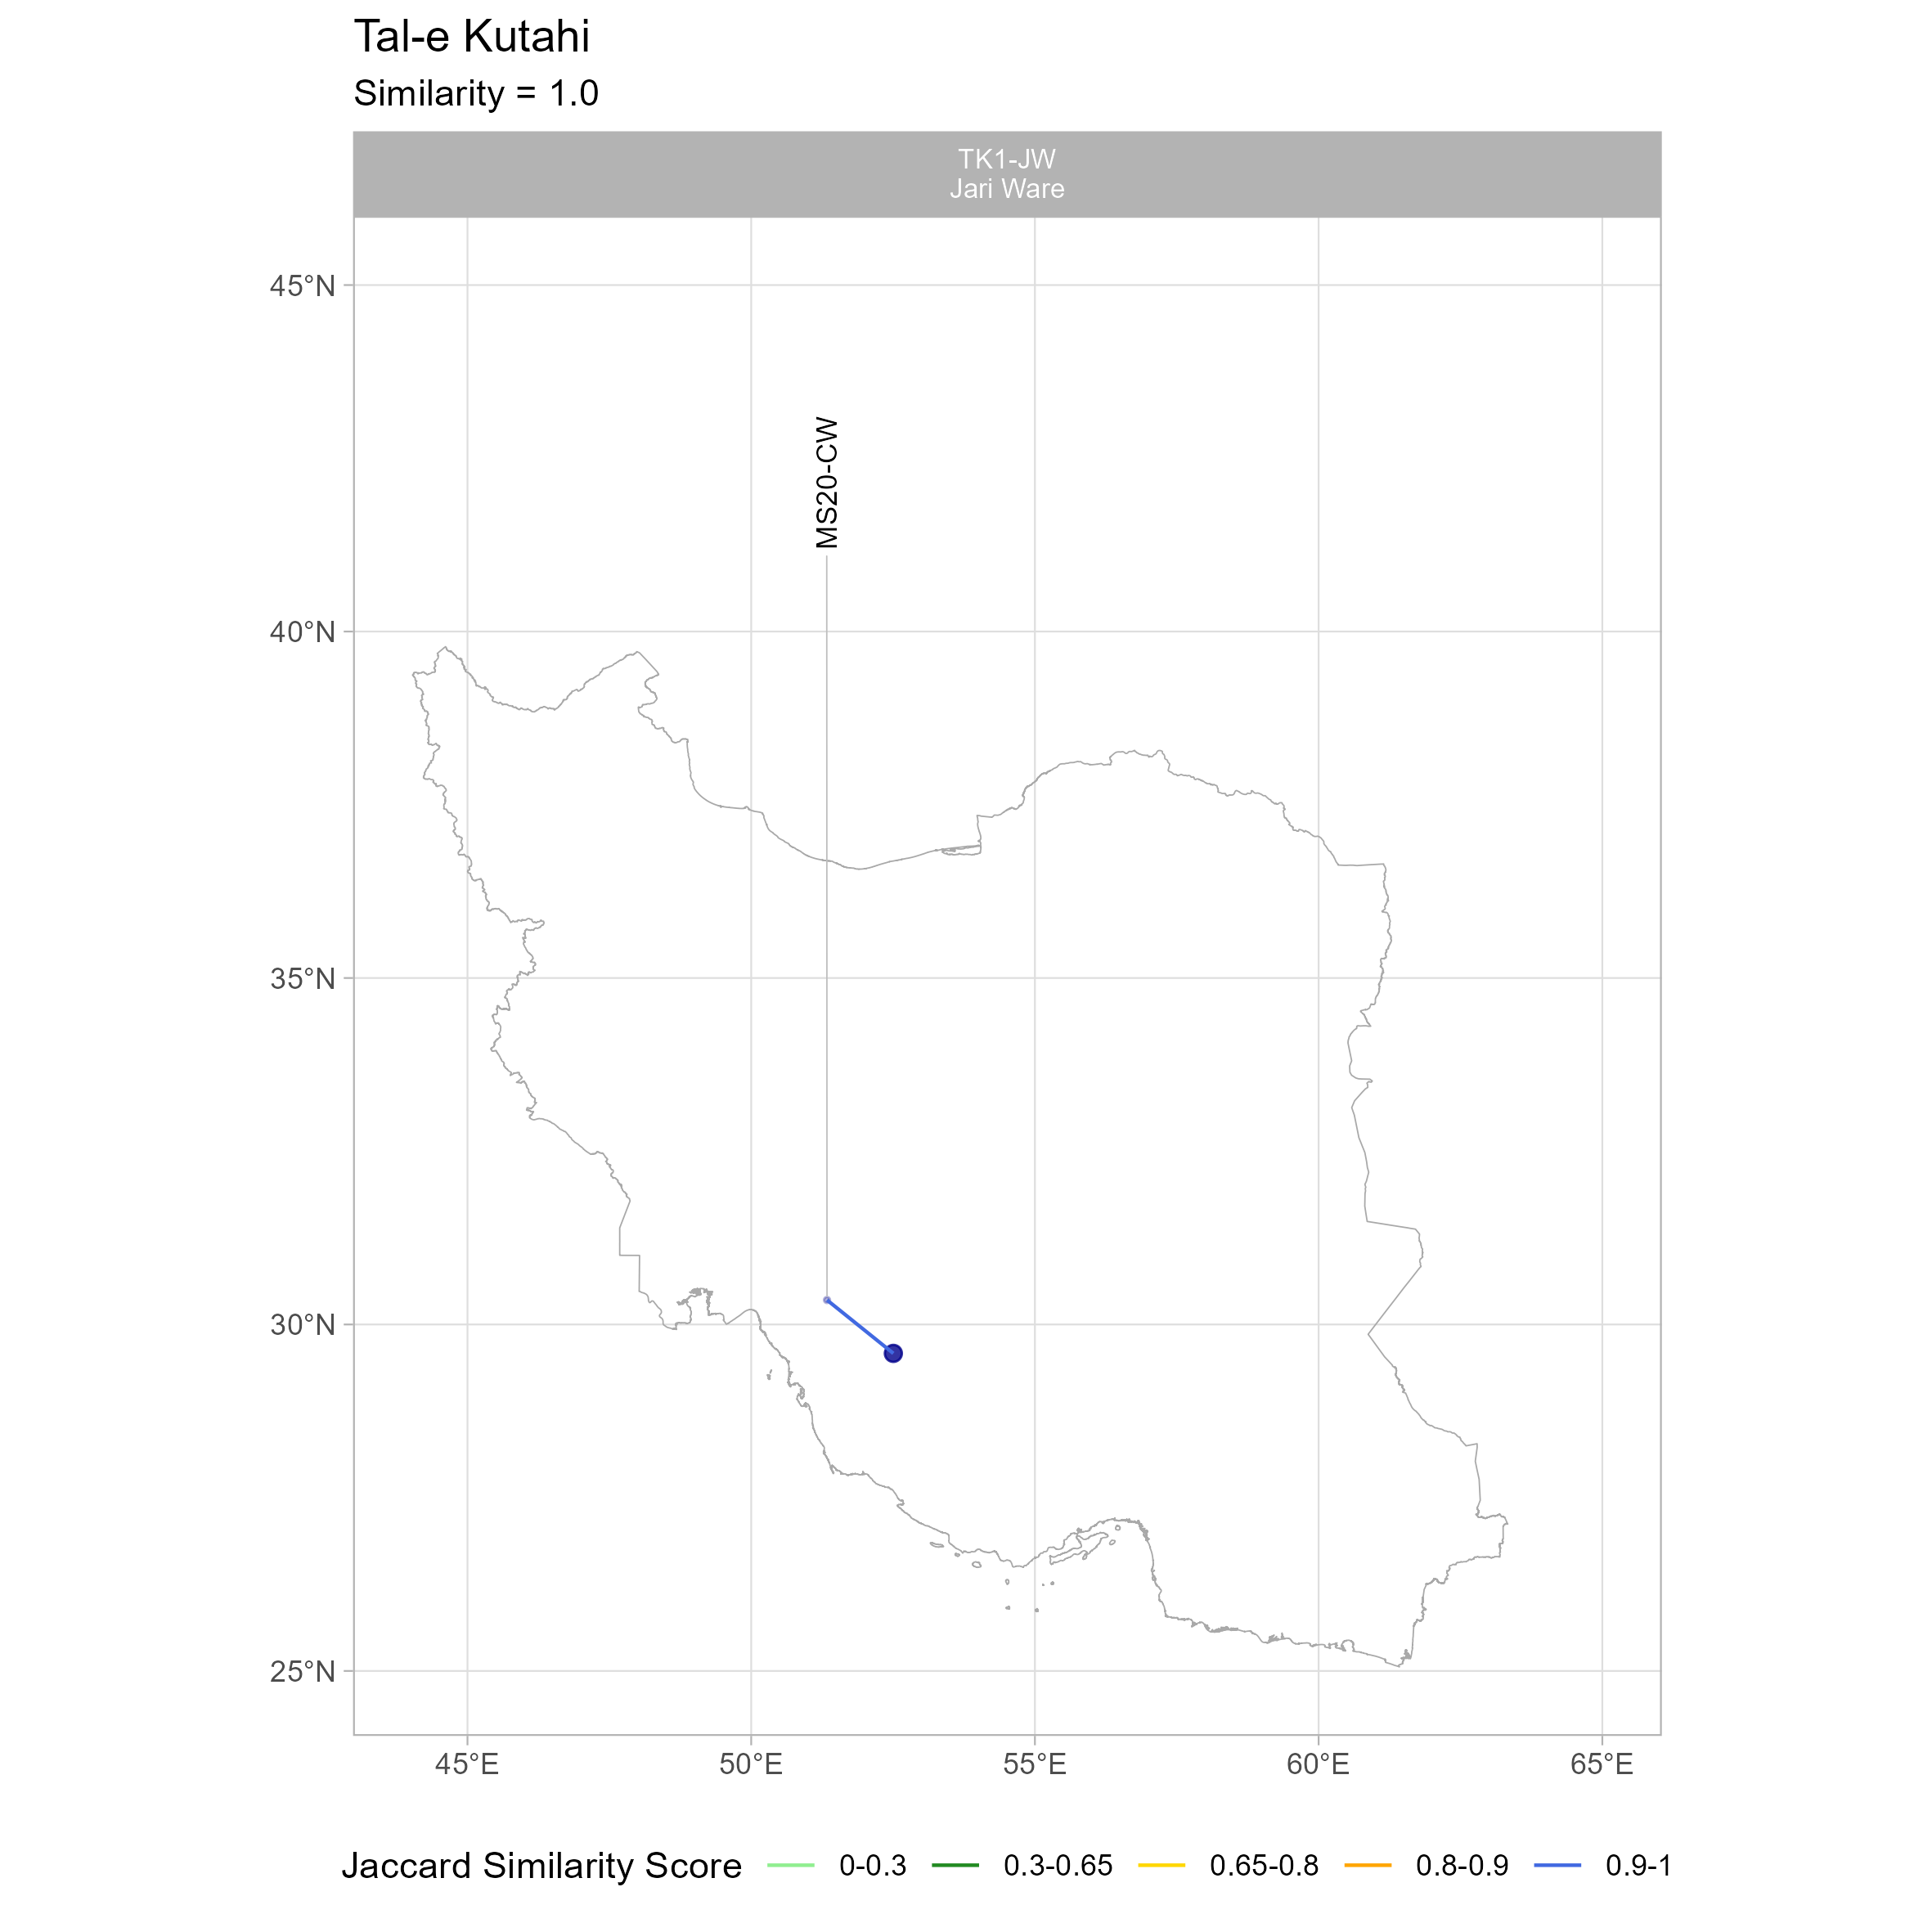 Tal-e Kutahi
Similarity = 1.0
TK1-JW
Jari Ware
45°N
MS20-CW
40°N
35°N
30°N
25°N
45°E 50°E 55°E 60°E 65°E
Jaccard Similarity Score 0-0.3 0.3-0.65 0.65-0.8 0.8-0.9 0.9-1